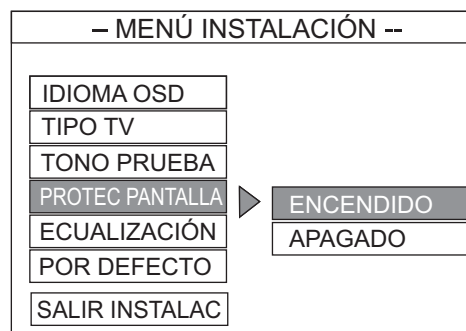 – MENÚ INSTALACIÓN --
IDIOMA OSD
TIPO TV
TONO PRUEBA
PROTEC PANTALLA
ENCENDIDO
ECUALIZACIÓN
APAGADO
POR DEFECTO
SALIR INSTALAC